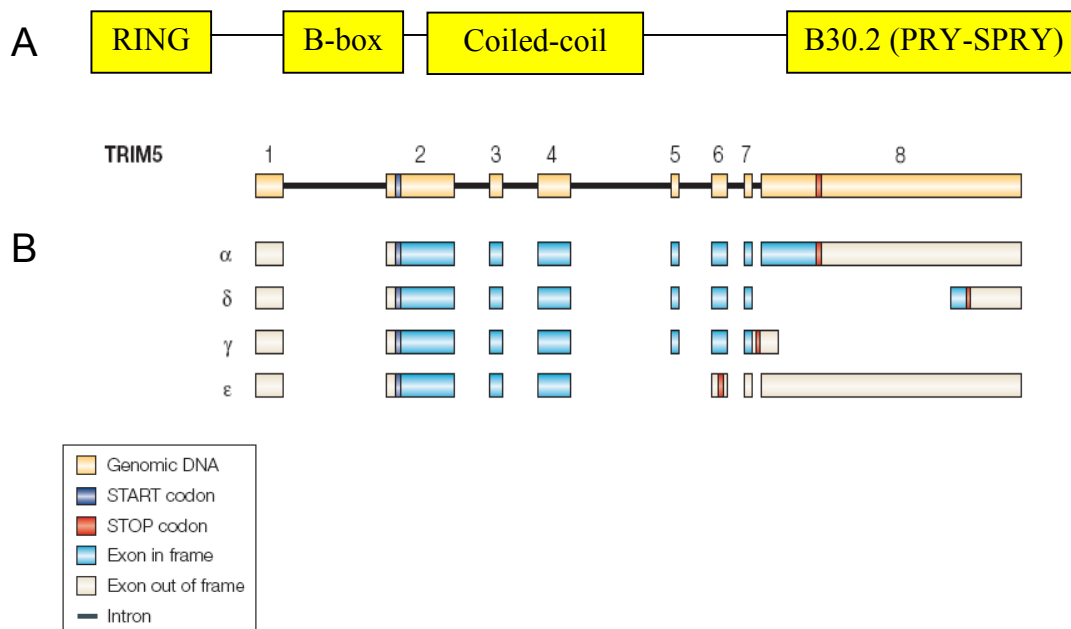 A RING B-box Coiled-coil B30.2 (PRY-SPRY)
TRIM5 1 2 3 4 5 6 7 8
B
α
δ
γ
ε
Genomic DNA
START codon
STOP codon
Exon in frame
Exon out of frame
Intron